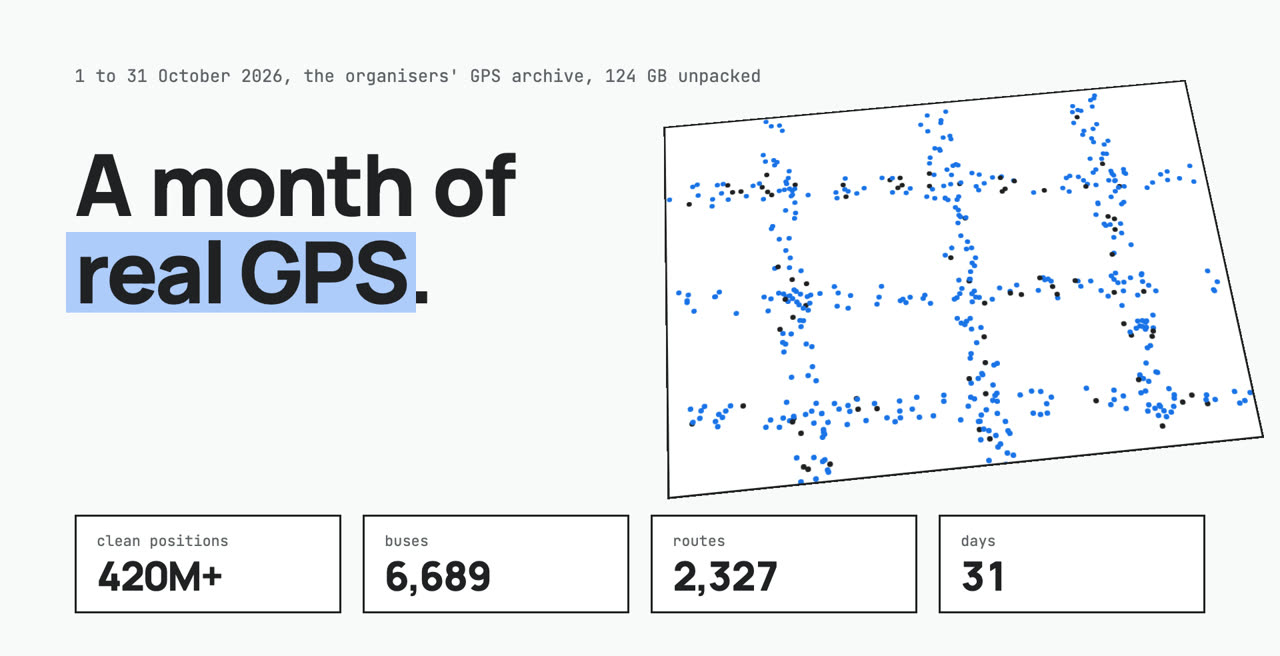 1 to 31 October 2026, the organisers' GPS archive, 124 GB unpacked
A month of
real GPS.
clean positions
420M+
buses
6,689
routes
2,327
days
31